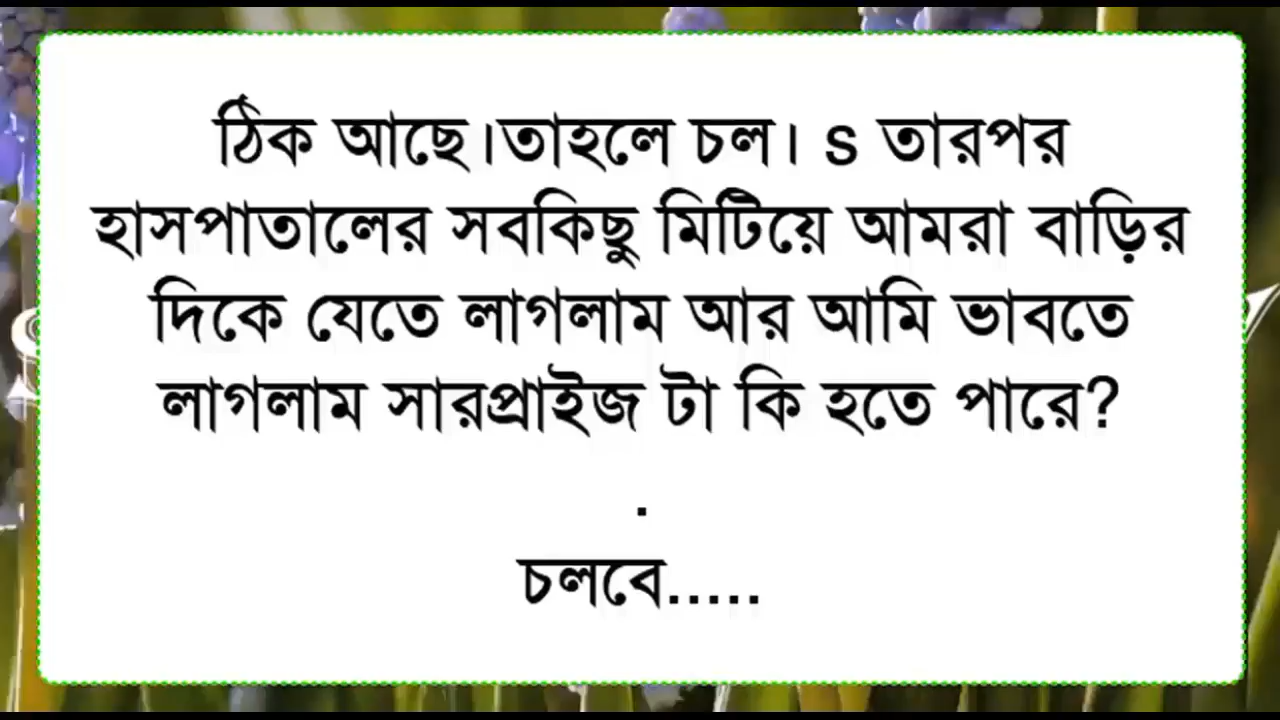 ঠিক আছে।তাহলে চল। s তারপর
হাসপাতালের সবকিছু মিটিয়ে আমরা বাড়ির
দিকে যেতে লাগলাম আর আমি ভাবতে
লাগলাম সারপ্রাইজ টা কি হতে পারে?
.
চলবে.....